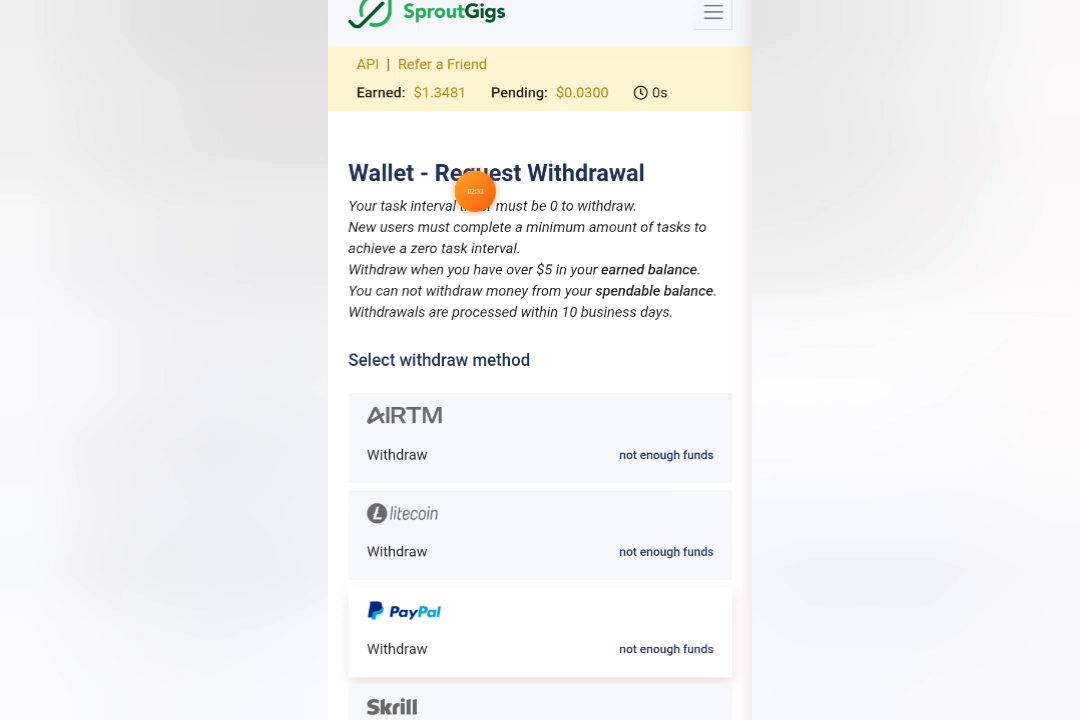 SproutGigs
API | Refer a Friend
Earned: $1.3481 Pending: $0.0300 0s
Wallet - Request Withdrawal
02:33
Your task interval must be 0 to withdraw.
New users must complete a minimum amount of tasks to
achieve a zero task interval.
Withdraw when you have over $5 in your earned balance.
You can not withdraw money from your spendable balance.
Withdrawals are processed within 10 business days.
Select withdraw method
AIRTM
Withdraw not enough funds
litecoin
Withdraw not enough funds
PayPal
Withdraw not enough funds
Skrill